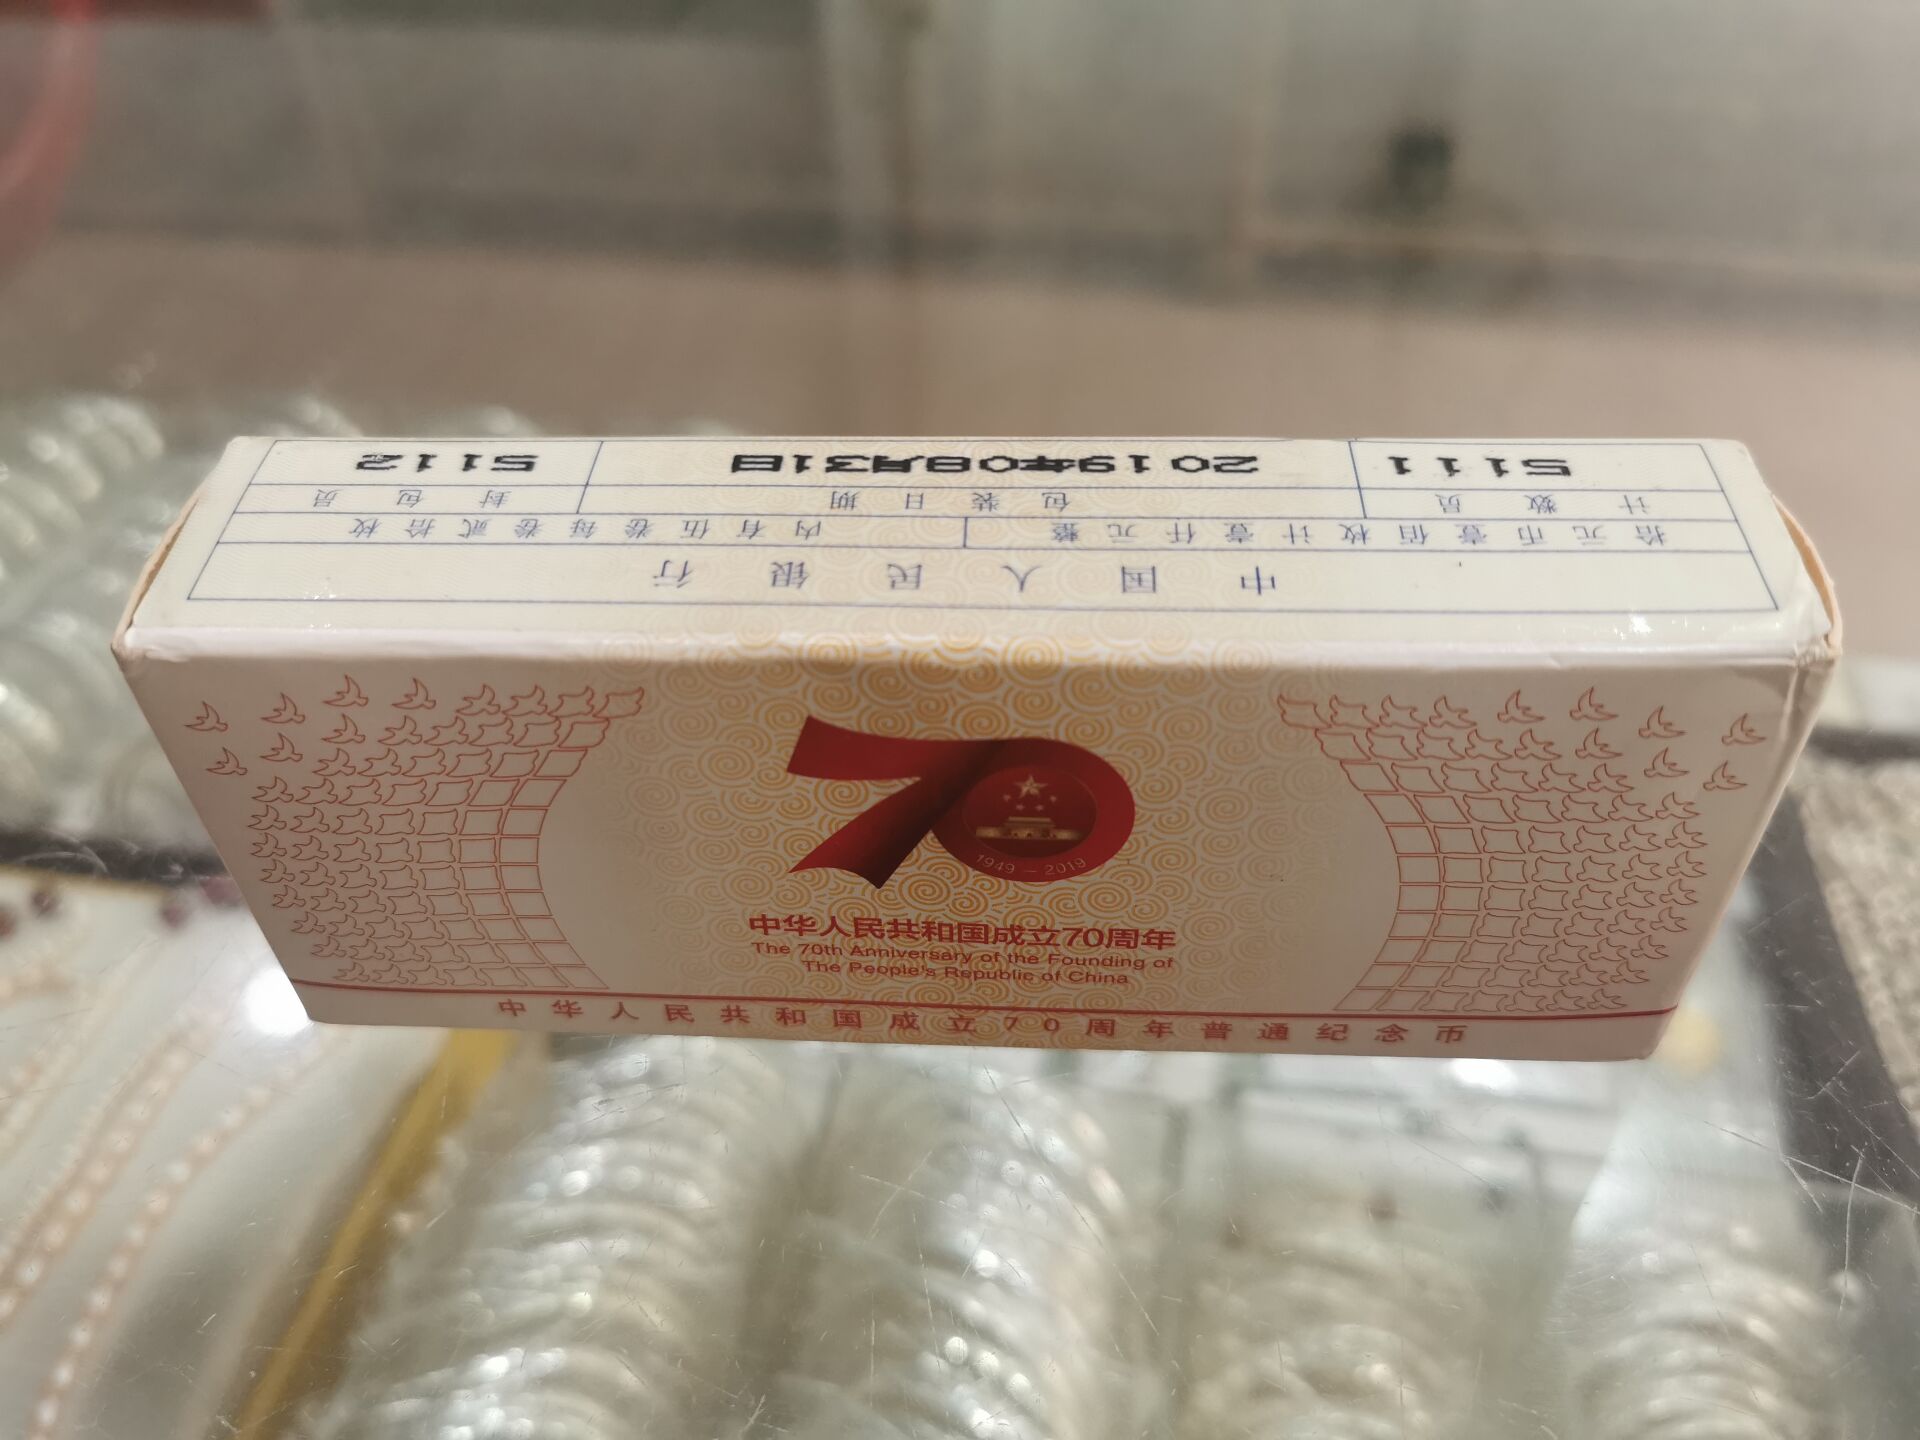 中国人民银行
拾元币壹佰枚计壹仟元整 内有伍卷每卷贰拾枚
计数员 包装日期 封包员
5111 2019年08月31日 5112
70
1949－2019
中华人民共和国成立70周年
The 70th Anniversary of the Founding of
The People's Republic of China
中华人民共和国成立70周年普通纪念币